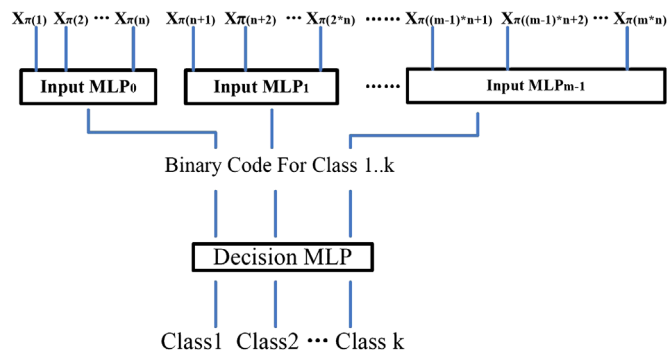 Xπ(1) Xπ(2) ··· Xπ(n) Xπ(n+1) Xπ(n+2) ··· Xπ(2*n) ······ Xπ((m-1)*n+1) Xπ((m-1)*n+2) ··· Xπ(m*n)
Input MLP0 Input MLP1 ······ Input MLPm-1
Binary Code For Class 1..k
Decision MLP
Class1 Class2 ··· Class k